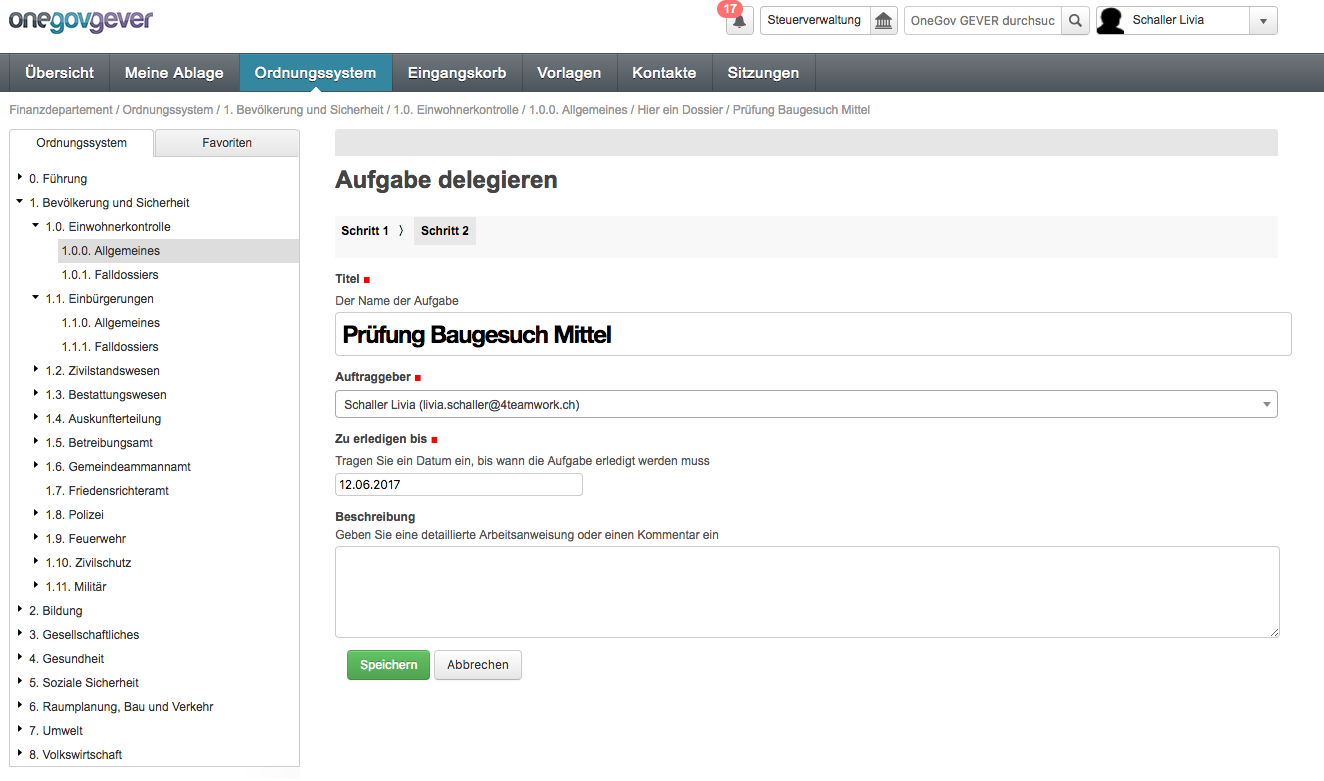 onegovgever
17
Steuerverwaltung
OneGov GEVER durchsuc
Schaller Livia
Übersicht
Meine Ablage
Ordnungssystem
Eingangskorb
Vorlagen
Kontakte
Sitzungen
Finanzdepartement / Ordnungssystem / 1. Bevölkerung und Sicherheit / 1.0. Einwohnerkontrolle / 1.0.0. Allgemeines / Hier ein Dossier / Prüfung Baugesuch Mittel
Ordnungssystem
Favoriten
0. Führung
1. Bevölkerung und Sicherheit
1.0. Einwohnerkontrolle
1.0.0. Allgemeines
1.0.1. Falldossiers
1.1. Einbürgerungen
1.1.0. Allgemeines
1.1.1. Falldossiers
1.2. Zivilstandswesen
1.3. Bestattungswesen
1.4. Auskunfterteilung
1.5. Betreibungsamt
1.6. Gemeindeammannamt
1.7. Friedensrichteramt
1.8. Polizei
1.9. Feuerwehr
1.10. Zivilschutz
1.11. Militär
2. Bildung
3. Gesellschaftliches
4. Gesundheit
5. Soziale Sicherheit
6. Raumplanung, Bau und Verkehr
7. Umwelt
8. Volkswirtschaft
Aufgabe delegieren
Schritt 1 〉 Schritt 2
Titel
Der Name der Aufgabe
Prüfung Baugesuch Mittel
Auftraggeber
Schaller Livia (livia.schaller@4teamwork.ch)
Zu erledigen bis
Tragen Sie ein Datum ein, bis wann die Aufgabe erledigt werden muss
12.06.2017
Beschreibung
Geben Sie eine detaillierte Arbeitsanweisung oder einen Kommentar ein
Speichern
Abbrechen